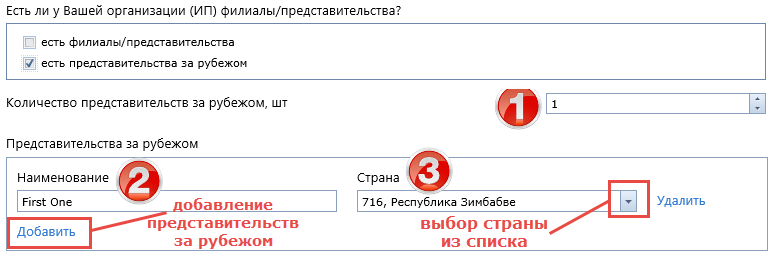 Есть ли у Вашей организации (ИП) филиалы/представительства?
есть филиалы/представительства
есть представительства за рубежом
Количество представительств за рубежом, шт
1
1
Представительства за рубежом
Наименование
2
Страна
3
First One
716, Республика Зимбабве
Удалить
Добавить
добавление
представительств
за рубежом
выбор страны
из списка